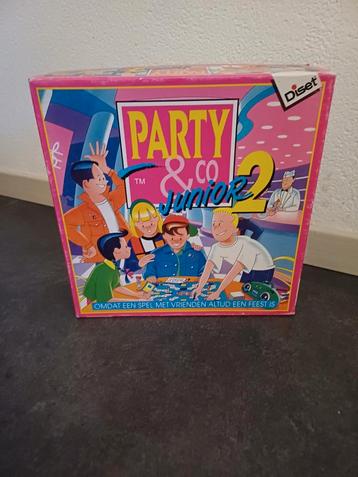 Diset
PARTY
& CO
TM
JUNIOR 2
OMDAT EEN SPEL MET VRIENDEN ALTIJD EEN FEEST IS